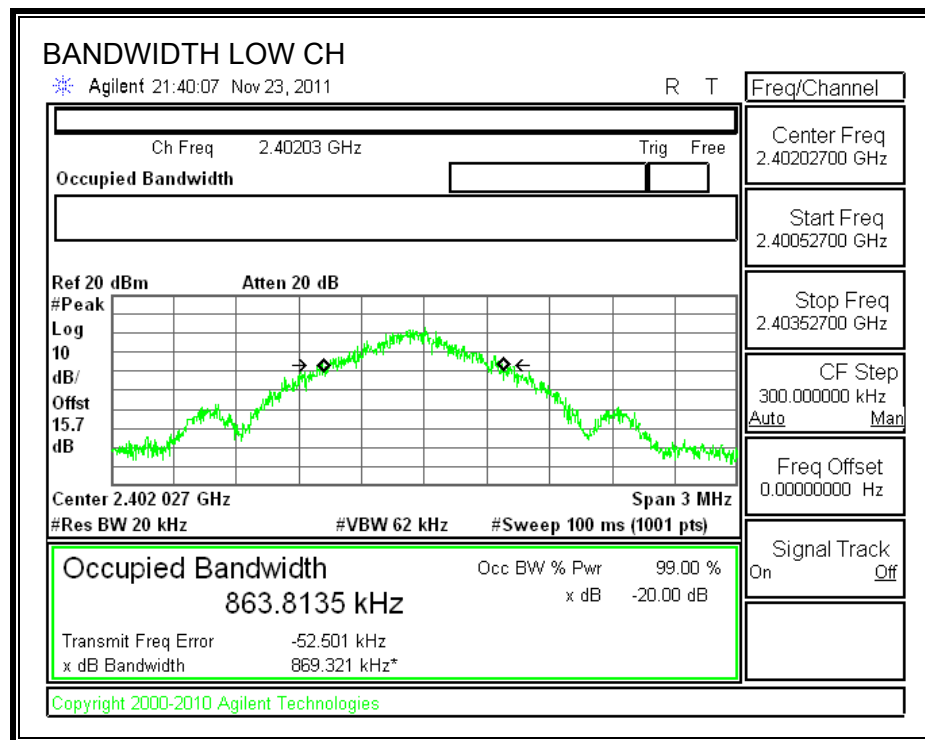 BANDWIDTH LOW CH
Agilent 21:40:07 Nov 23, 2011 R T
Freq/Channel
Ch Freq 2.40203 GHz Trig Free
Occupied Bandwidth
Center Freq
2.40202700 GHz
Start Freq
2.40052700 GHz
Stop Freq
2.40352700 GHz
CF Step
300.000000 kHz
Auto Man
Freq Offset
0.00000000 Hz
Signal Track
On Off
Ref 20 dBm Atten 20 dB
#Peak
Log
10
dB/
Offst
15.7
dB
Center 2.402 027 GHz Span 3 MHz
#Res BW 20 kHz #VBW 62 kHz #Sweep 100 ms (1001 pts)
Occupied Bandwidth Occ BW % Pwr 99.00 %
863.8135 kHz x dB -20.00 dB
Transmit Freq Error -52.501 kHz
x dB Bandwidth 869.321 kHz*
Copyright 2000-2010 Agilent Technologies